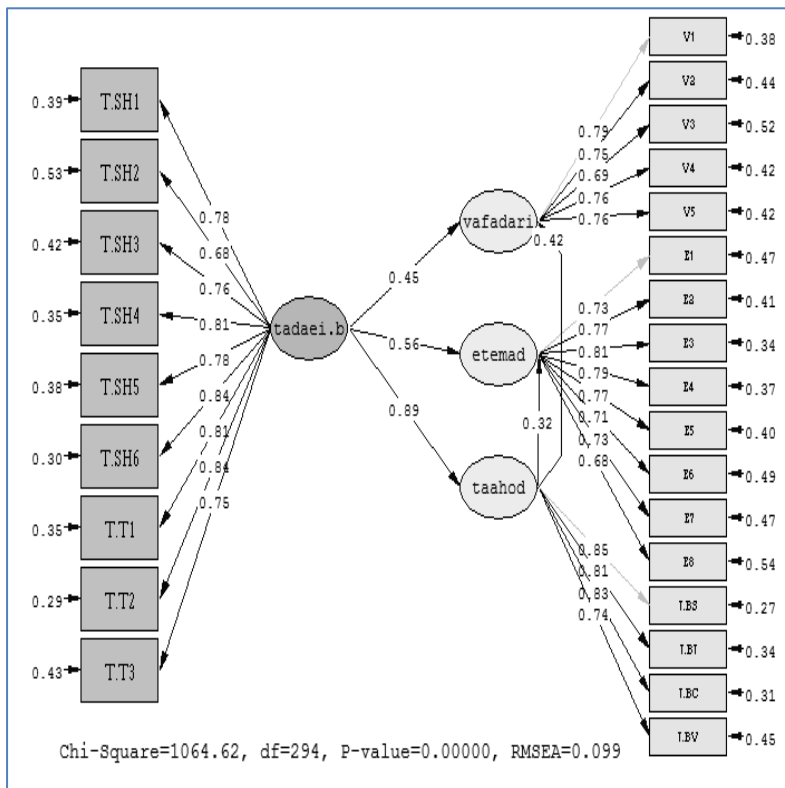 0.39 T.SH1
0.53 T.SH2
0.42 T.SH3
0.35 T.SH4
0.38 T.SH5
0.30 T.SH6
0.35 T.T1
0.29 T.T2
0.43 T.T3
0.78
0.68
0.76
0.81
0.78
0.84
0.81
0.84
0.75
tadaei.b
0.45
0.56
0.89
vafadari
etemad
taahod
0.42
0.32
0.79
0.75
0.69
0.76
0.76
0.73
0.77
0.81
0.79
0.77
0.71
0.73
0.68
0.85
0.81
0.83
0.74
V1 0.38
V2 0.44
V3 0.52
V4 0.42
V5 0.42
E1 0.47
E2 0.41
E3 0.34
E4 0.37
E5 0.40
E6 0.49
E7 0.47
E8 0.54
0.27
0.34
0.31
0.45
Chi-Square=1064.62, df=294, P-value=0.00000, RMSEA=0.099